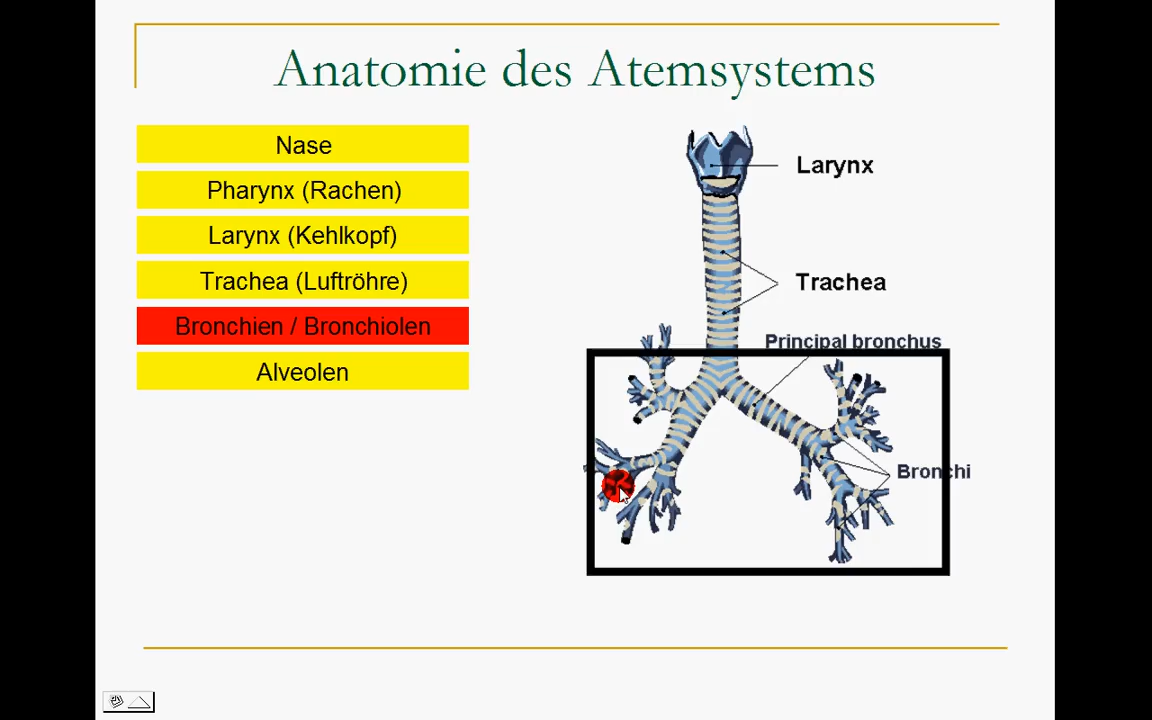 Anatomie des Atemsystems
Nase
Pharynx (Rachen)
Larynx (Kehlkopf)
Trachea (Luftröhre)
Bronchien / Bronchiolen
Alveolen
Larynx
Trachea
Principal bronchus
Bronchi